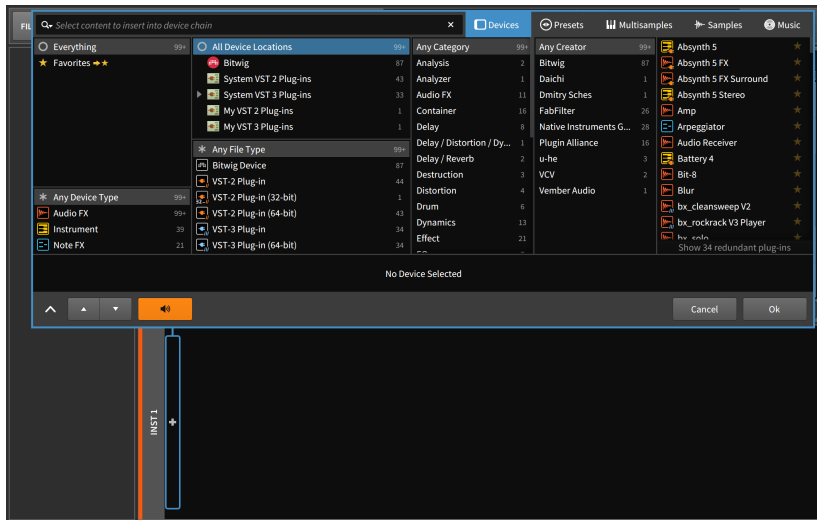 FIL
Select content to insert into device chain
×
Devices
Presets
Multisamples
Samples
Music
Everything 99+
Favorites
Any Device Type 99+
Audio FX 99+
Instrument 39
Note FX 21
All Device Locations 99+
Bitwig 87
System VST 2 Plug-ins 43
System VST 3 Plug-ins 33
My VST 2 Plug-ins 1
My VST 3 Plug-ins 1
Any File Type 99+
Bitwig Device 87
VST-2 Plug-in 44
VST-2 Plug-in (32-bit) 1
VST-2 Plug-in (64-bit) 43
VST-3 Plug-in 34
VST-3 Plug-in (64-bit) 34
Any Category 99+
Analysis 2
Analyzer 1
Audio FX 11
Container 16
Delay 8
Delay / Distortion / Dy... 1
Delay / Reverb 2
Destruction 3
Distortion 4
Drum 6
Dynamics 13
Effect 21
Any Creator 99+
Bitwig 87
Daichi 1
Dmitry Sches 1
FabFilter 26
Native Instruments G... 28
Plugin Alliance 16
u-he 3
VCV 2
Vember Audio 1
Absynth 5
Absynth 5 FX
Absynth 5 FX Surround
Absynth 5 Stereo
Amp
Arpeggiator
Audio Receiver
Battery 4
Bit-8
Blur
bx_cleansweep V2
bx_rockrack V3 Player
bx_solo
Show 34 redundant plug-ins
No Device Selected
Cancel
Ok
INST 1